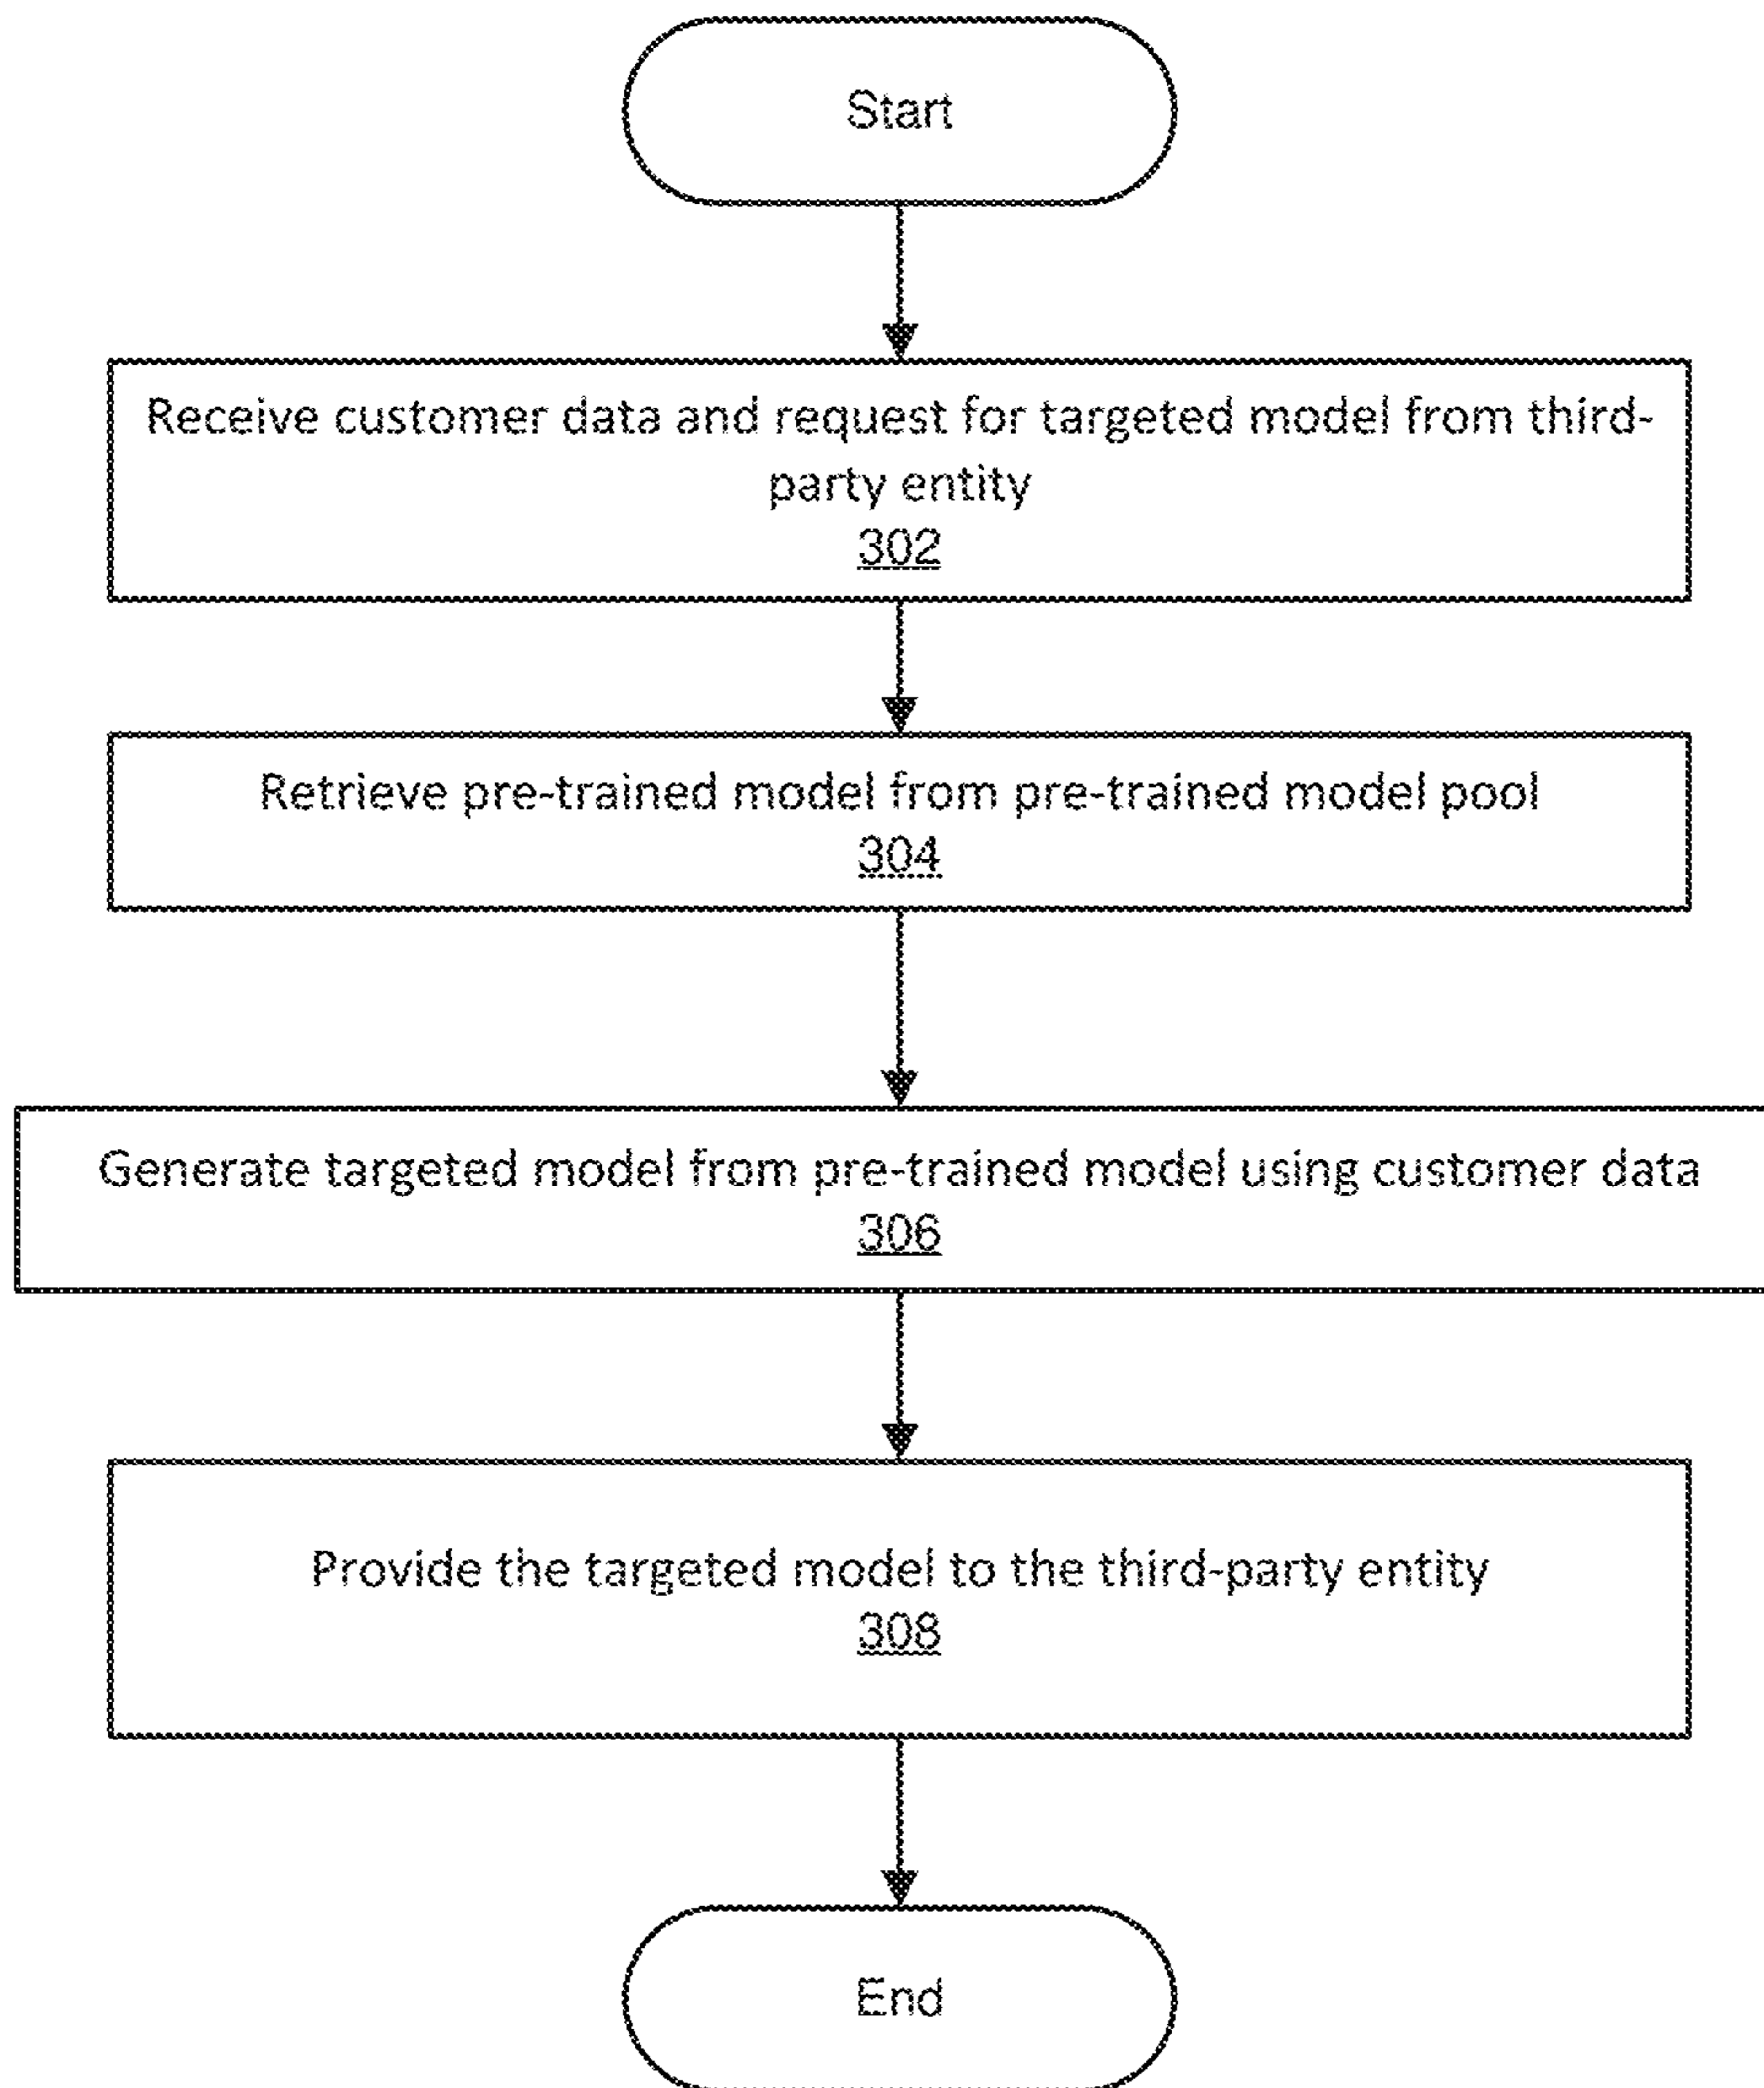 Start
Receive customer data and request for targeted model from third-
party entity
302
Retrieve pre-trained model from pre-trained model pool
304
Generate targeted model from pre-trained model using customer data
306
Provide the targeted model to the third-party entity
308
End